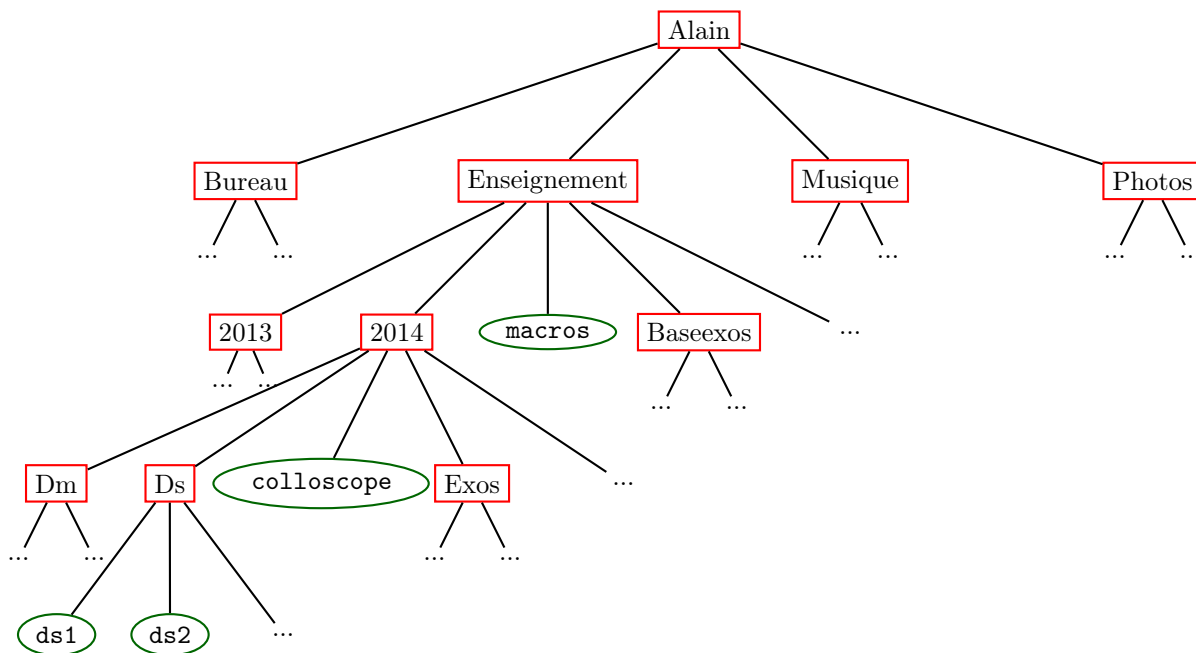 Alain
Bureau Enseignement Musique Photos
... ... ... ... ... ..
2013 2014 macros Baseexos ...
... ... ... ...
Dm Ds colloscope Exos ...
... ... ... ...
ds1 ds2 ...